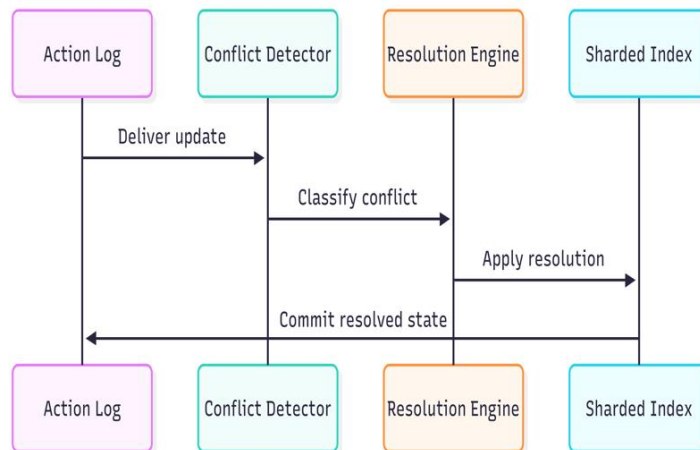 Action Log
Conflict Detector
Resolution Engine
Sharded Index
Deliver update
Classify conflict
Apply resolution
Commit resolved state
Action Log
Conflict Detector
Resolution Engine
Sharded Index